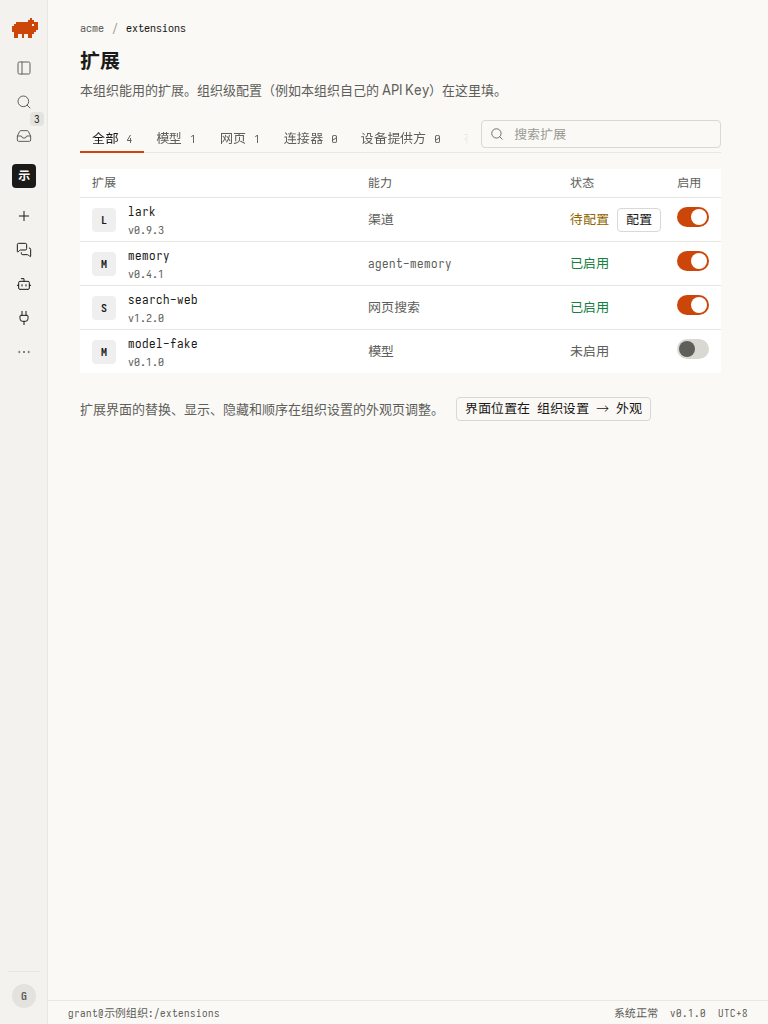 acme / extensions
扩展
本组织能用的扩展。组织级配置（例如本组织自己的 API Key）在这里填。
3
全部 4 模型 1 网页 1 连接器 0 设备提供方 0 搜索扩展
示
扩展 能力 状态 启用
L lark v0.9.3 渠道 待配置 配置
M memory v0.4.1 agent-memory 已启用
S search-web v1.2.0 网页搜索 已启用
M model-fake v0.1.0 模型 未启用
扩展界面的替换、显示、隐藏和顺序在组织设置的外观页调整。 界面位置在 组织设置 → 外观
G
grant@示例组织:/extensions 系统正常 v0.1.0 UTC+8